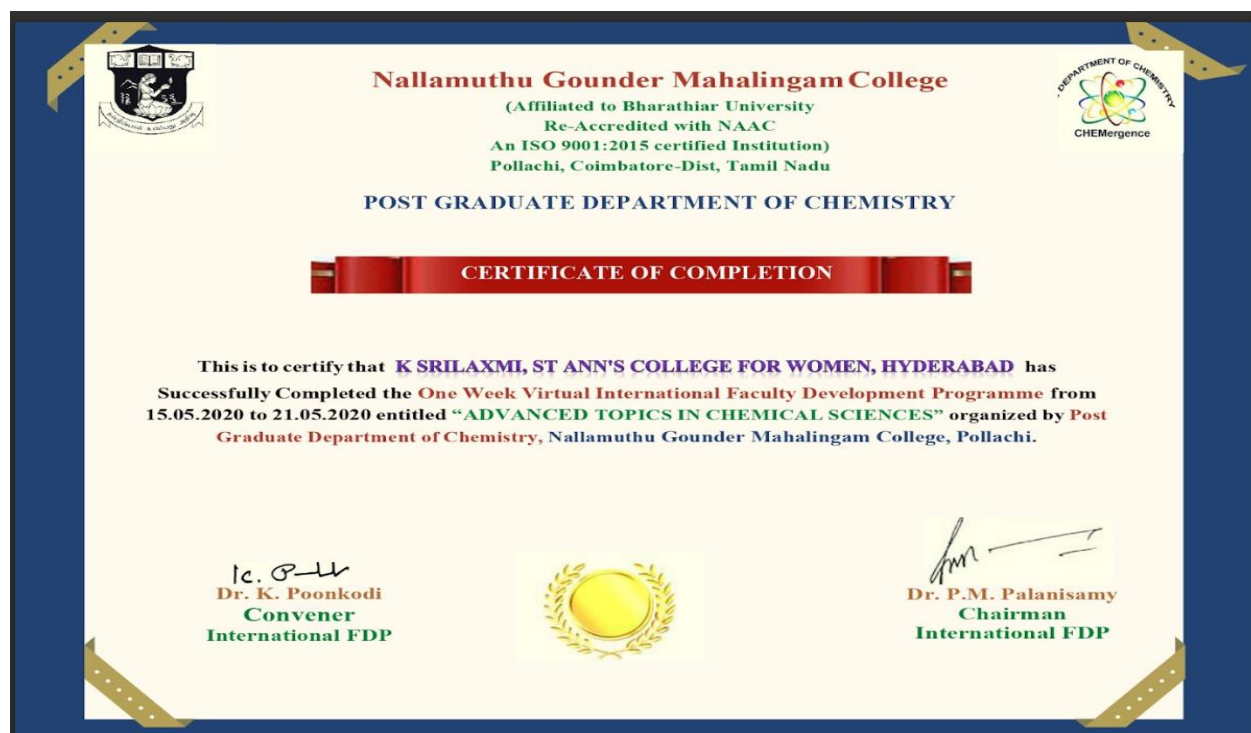 Nallamuthu Gounder Mahalingam College
(Affiliated to Bharathiar University
Re-Accredited with NAAC
An ISO 9001:2015 certified Institution)
Pollachi, Coimbatore-Dist, Tamil Nadu
DEPARTMENT OF CHEMISTRY
CHEMergence
POST GRADUATE DEPARTMENT OF CHEMISTRY
CERTIFICATE OF COMPLETION
This is to certify that K SRILAXMI, ST ANN'S COLLEGE FOR WOMEN, HYDERABAD has
Successfully Completed the One Week Virtual International Faculty Development Programme from
15.05.2020 to 21.05.2020 entitled “ADVANCED TOPICS IN CHEMICAL SCIENCES” organized by Post
Graduate Department of Chemistry, Nallamuthu Gounder Mahalingam College, Pollachi.
Dr. K. Poonkodi
Convener
International FDP
Dr. P.M. Palanisamy
Chairman
International FDP